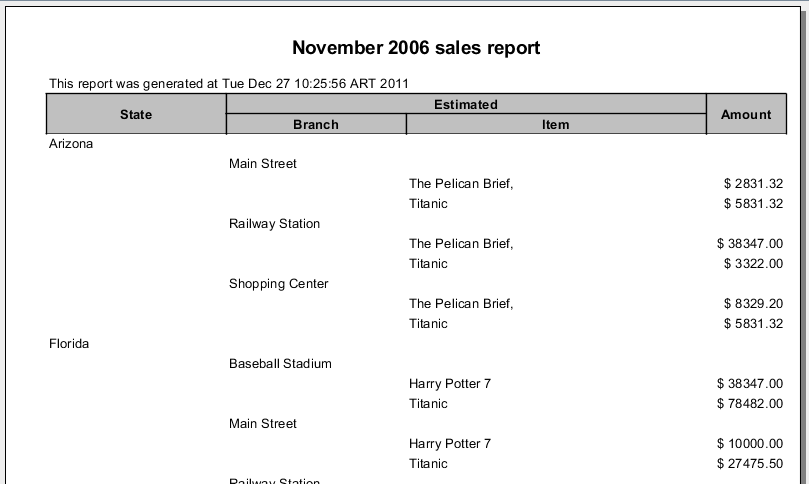 November 2006 sales report
This report was generated at Tue Dec 27 10:25:56 ART 2011
State Estimated Amount
Branch Item
Arizona
Main Street
The Pelican Brief, $ 2831.32
Titanic $ 5831.32
Railway Station
The Pelican Brief, $ 38347.00
Titanic $ 3322.00
Shopping Center
The Pelican Brief, $ 8329.20
Titanic $ 5831.32
Florida
Baseball Stadium
Harry Potter 7 $ 38347.00
Titanic $ 78482.00
Main Street
Harry Potter 7 $ 10000.00
Titanic $ 27475.50
Railway Station